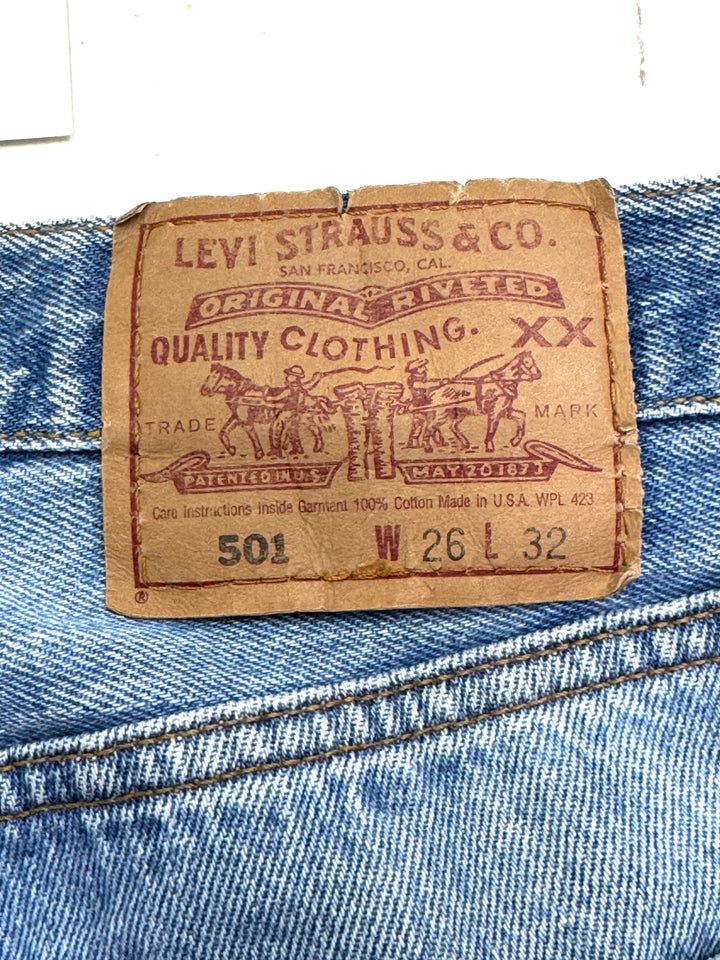 LEVI STRAUSS & CO.
SAN FRANCISCO, CAL.
ORIGINAL RIVETED
QUALITY CLOTHING. XX
TRADE MARK
PATENTED IN U.S. MAY 20 1873
Care Instructions Inside Garment 100% Cotton Made in U.S.A. WPL 423
501 W 26 L 32
®